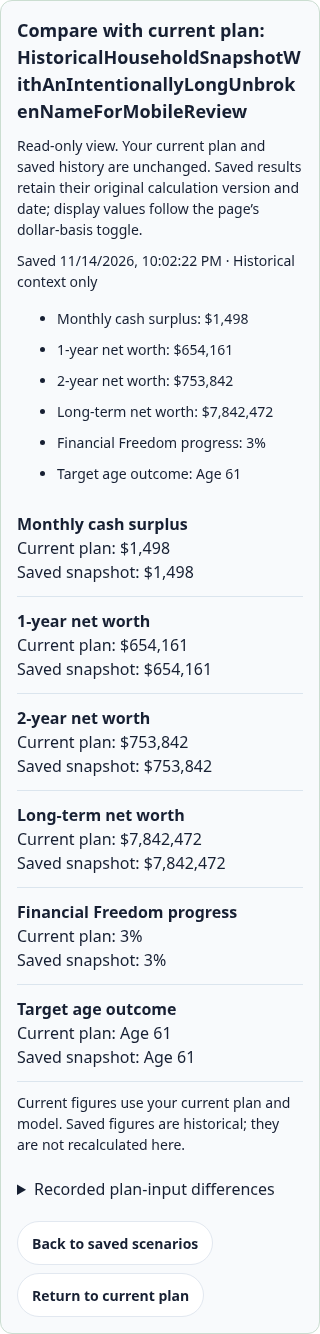 Compare with current plan:
HistoricalHouseholdSnapshotW
ithAnIntentionallyLongUnbrok
enNameForMobileReview
Read-only view. Your current plan and
saved history are unchanged. Saved results
retain their original calculation version and
date; display values follow the page’s
dollar-basis toggle.
Saved 11/14/2026, 10:02:22 PM · Historical
context only
• Monthly cash surplus: $1,498
• 1-year net worth: $654,161
• 2-year net worth: $753,842
• Long-term net worth: $7,842,472
• Financial Freedom progress: 3%
• Target age outcome: Age 61
Monthly cash surplus
Current plan: $1,498
Saved snapshot: $1,498
1-year net worth
Current plan: $654,161
Saved snapshot: $654,161
2-year net worth
Current plan: $753,842
Saved snapshot: $753,842
Long-term net worth
Current plan: $7,842,472
Saved snapshot: $7,842,472
Financial Freedom progress
Current plan: 3%
Saved snapshot: 3%
Target age outcome
Current plan: Age 61
Saved snapshot: Age 61
Current figures use your current plan and
model. Saved figures are historical; they
are not recalculated here.
▶ Recorded plan-input differences
Back to saved scenarios
Return to current plan